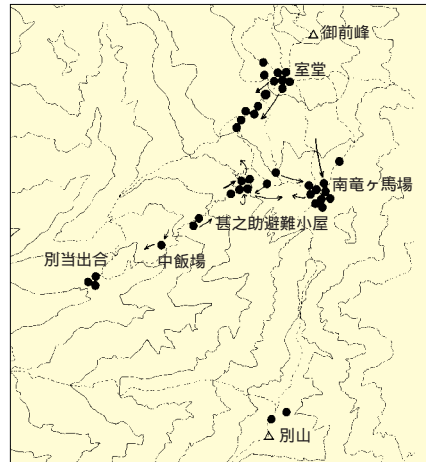 御前峰
室堂
南竜ヶ馬場
甚之助避難小屋
別当出合
中飯場
別山